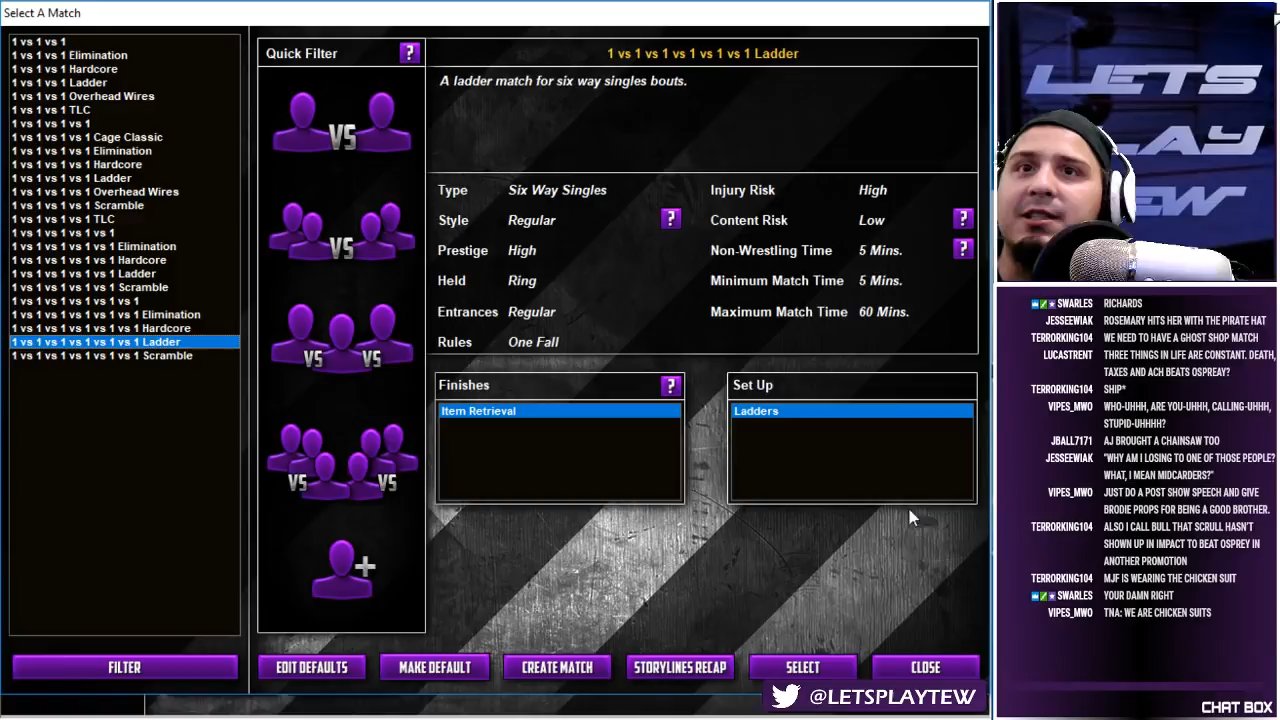 Select A Match
1 vs 1 vs 1
1 vs 1 vs 1 Elimination
1 vs 1 vs 1 Hardcore
1 vs 1 vs 1 Ladder
1 vs 1 vs 1 Overhead Wires
1 vs 1 vs 1 TLC
1 vs 1 vs 1 vs 1
1 vs 1 vs 1 vs 1 Cage Classic
1 vs 1 vs 1 vs 1 Elimination
1 vs 1 vs 1 vs 1 Hardcore
1 vs 1 vs 1 vs 1 Ladder
1 vs 1 vs 1 vs 1 Overhead Wires
1 vs 1 vs 1 vs 1 Scramble
1 vs 1 vs 1 vs 1 TLC
1 vs 1 vs 1 vs 1 vs 1
1 vs 1 vs 1 vs 1 vs 1 Elimination
1 vs 1 vs 1 vs 1 vs 1 Hardcore
1 vs 1 vs 1 vs 1 vs 1 Ladder
1 vs 1 vs 1 vs 1 vs 1 Scramble
1 vs 1 vs 1 vs 1 vs 1 vs 1
1 vs 1 vs 1 vs 1 vs 1 vs 1 Elimination
1 vs 1 vs 1 vs 1 vs 1 vs 1 Hardcore
1 vs 1 vs 1 vs 1 vs 1 vs 1 Ladder
1 vs 1 vs 1 vs 1 vs 1 vs 1 Scramble
FILTER
Quick Filter ?
VS
VS
VS VS
VS VS
+
1 vs 1 vs 1 vs 1 vs 1 vs 1 Ladder
A ladder match for six way singles bouts.
Type Six Way Singles Injury Risk High
Style Regular ? Content Risk Low ?
Prestige High Non-Wrestling Time 5 Mins. ?
Held Ring Minimum Match Time 5 Mins.
Entrances Regular Maximum Match Time 60 Mins.
Rules One Fall
Finishes ?
Item Retrieval
Set Up
Ladders
EDIT DEFAULTS MAKE DEFAULT CREATE MATCH STORYLINES RECAP SELECT CLOSE
@LETSPLAYTEW
LETS
PLAY
TEW
SWARLES RICHARDS
JESSEEWIAK ROSEMARY HITS HER WITH THE PIRATE HAT
TERRORKING104 WE NEED TO HAVE A GHOST SHOP MATCH
LUCASTRENT THREE THINGS IN LIFE ARE CONSTANT. DEATH,
TAXES AND ACH BEATS OSPREAY?
TERRORKING104 SHIP*
VIPES_MWO WHO-UHHH, ARE YOU-UHHH, CALLING-UHHH,
STUPID-UHHHH?
JBALL7171 AJ BROUGHT A CHAINSAW TOO
JESSEEWIAK "WHY AM I LOSING TO ONE OF THOSE PEOPLE?
WHAT, I MEAN MIDCARDERS?"
VIPES_MWO JUST DO A POST SHOW SPEECH AND GIVE
BRODIE PROPS FOR BEING A GOOD BROTHER.
TERRORKING104 ALSO I CALL BULL THAT SCRULL HASN'T
SHOWN UP IN IMPACT TO BEAT OSPREY IN
ANOTHER PROMOTION
TERRORKING104 MJF IS WEARING THE CHICKEN SUIT
SWARLES YOUR DAMN RIGHT
VIPES_MWO TNA: WE ARE CHICKEN SUITS
CHAT BOX